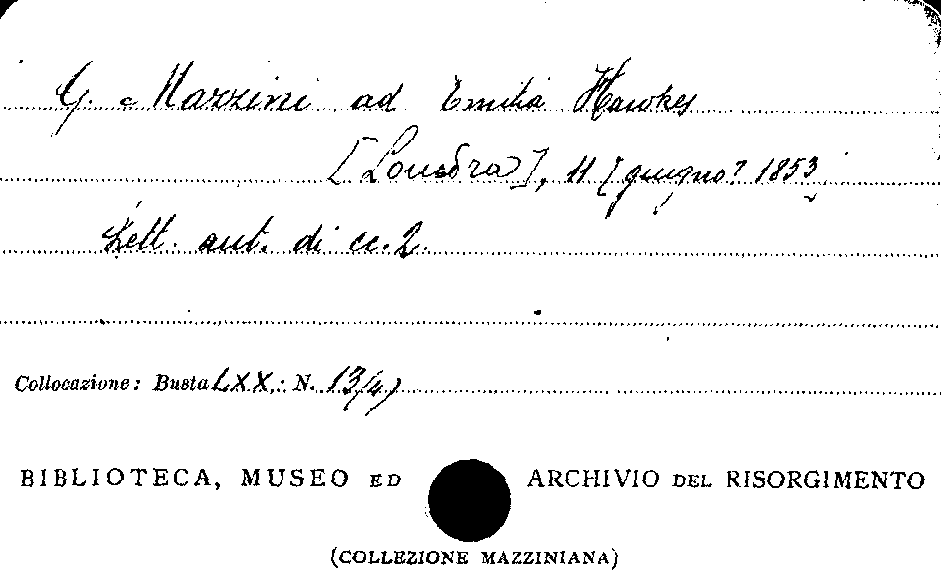 G. Mazzini ad Emilia Hawkes
[Londra], 11 [giugno? 1853
Lett. aut. di cc. 2.
Collocazione: Busta LXX: N. 13/4)
BIBLIOTECA, MUSEO ED ARCHIVIO DEL RISORGIMENTO
(COLLEZIONE MAZZINIANA)